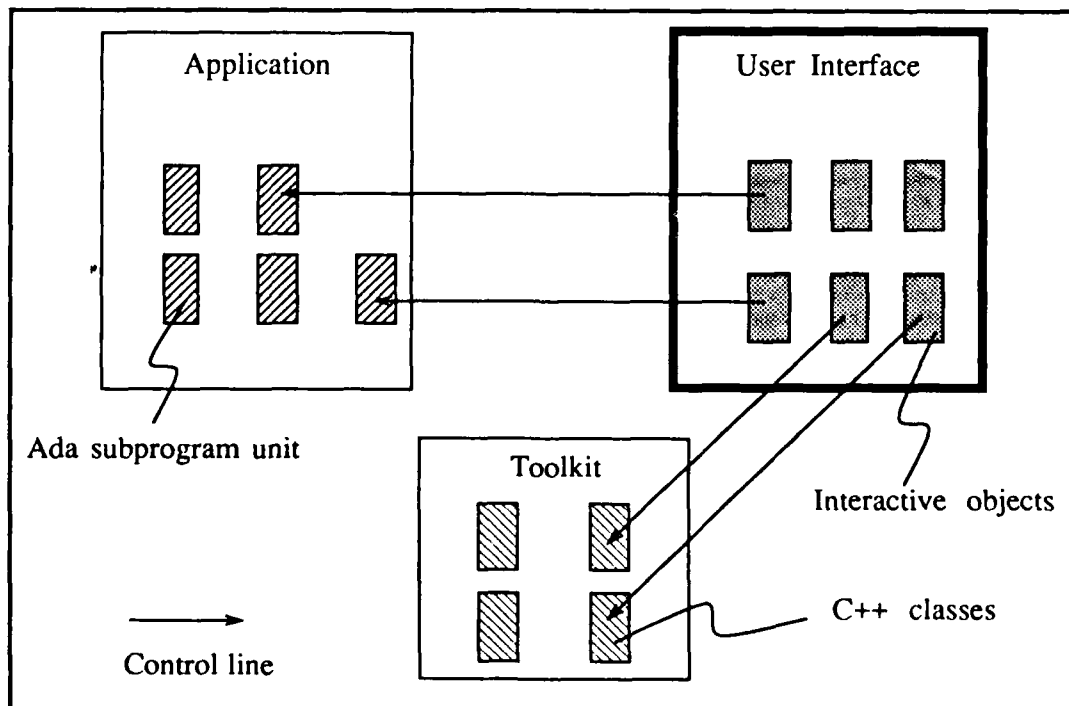 Application
User Interface
Ada subprogram unit
Toolkit
Interactive objects
C++ classes
Control line